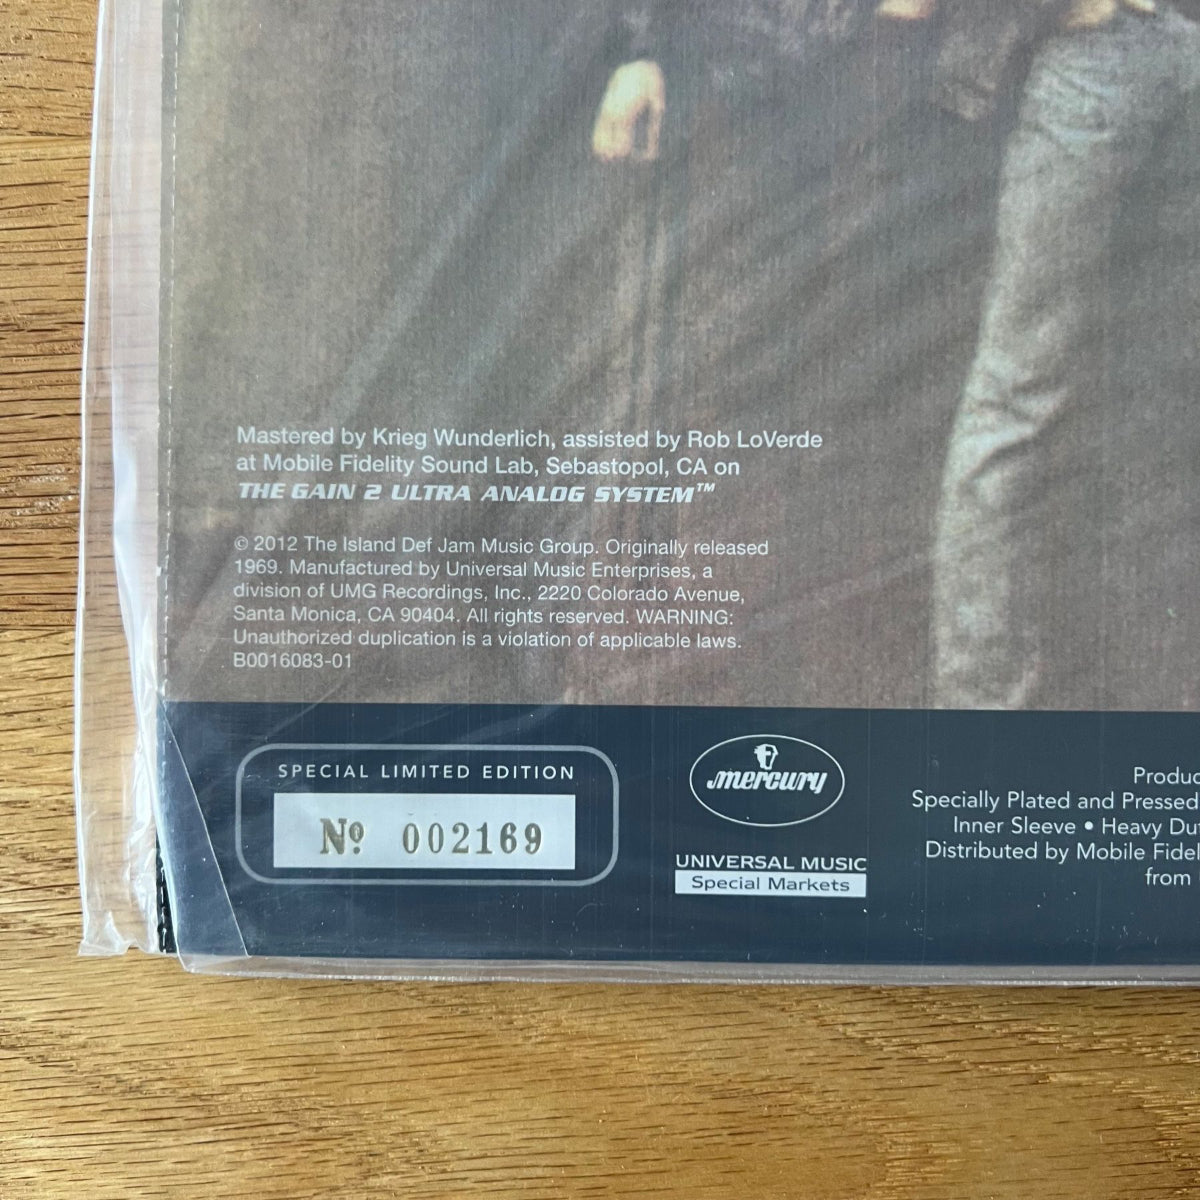 Mastered by Krieg Wunderlich, assisted by Rob LoVerde
at Mobile Fidelity Sound Lab, Sebastopol, CA on
THE GAIN 2 ULTRA ANALOG SYSTEM™
© 2012 The Island Def Jam Music Group. Originally released
1969. Manufactured by Universal Music Enterprises, a
division of UMG Recordings, Inc., 2220 Colorado Avenue,
Santa Monica, CA 90404. All rights reserved. WARNING:
Unauthorized duplication is a violation of applicable laws.
B0016083-01
SPECIAL LIMITED EDITION
Nº 002169
mercury
UNIVERSAL MUSIC
Special Markets
Produc
Specially Plated and Pressed
Inner Sleeve • Heavy Du
Distributed by Mobile Fidel
from